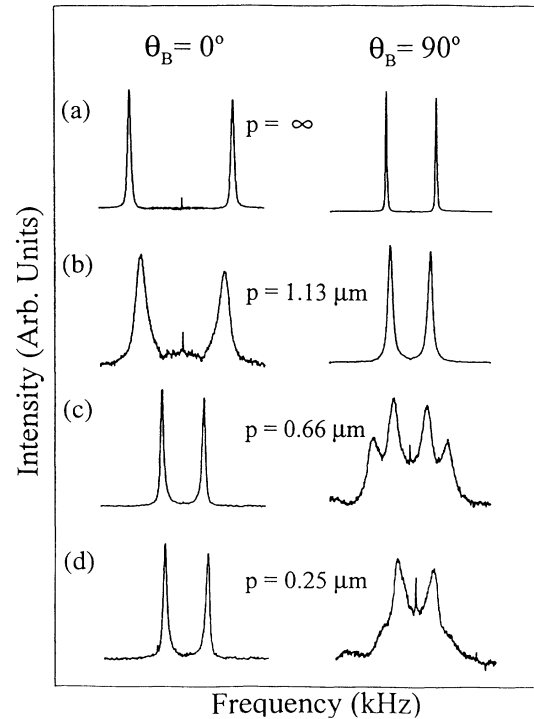 θB = 0° θB = 90°
(a) p = ∞
(b) p = 1.13 μm
(c) p = 0.66 μm
(d) p = 0.25 μm
Intensity (Arb. Units)
Frequency (kHz)